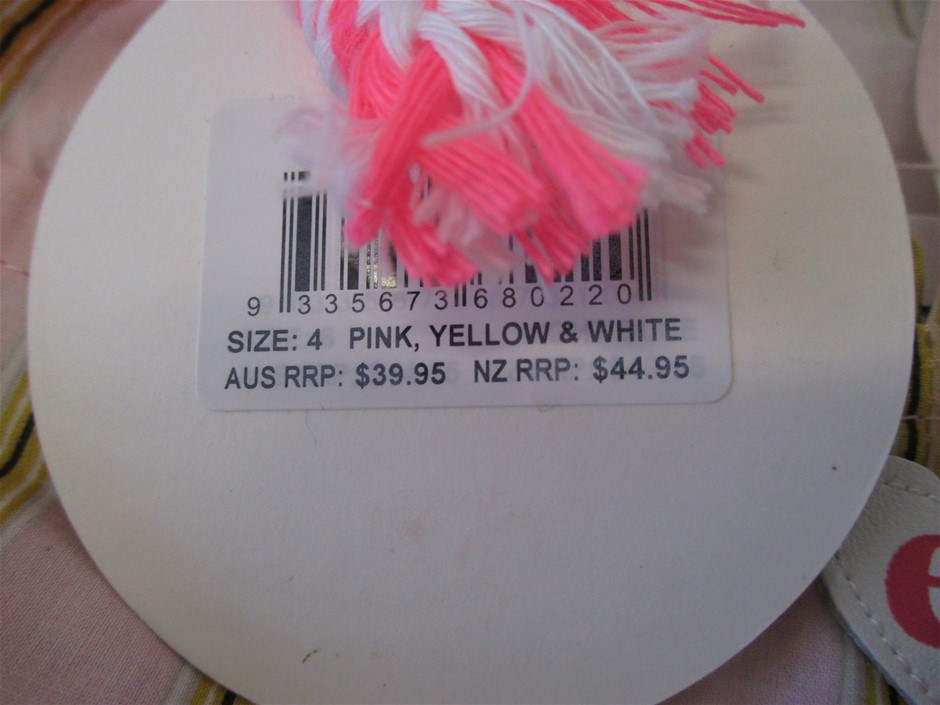 9 335673 680220
SIZE: 4 PINK, YELLOW & WHITE
AUS RRP: $39.95 NZ RRP: $44.95
e